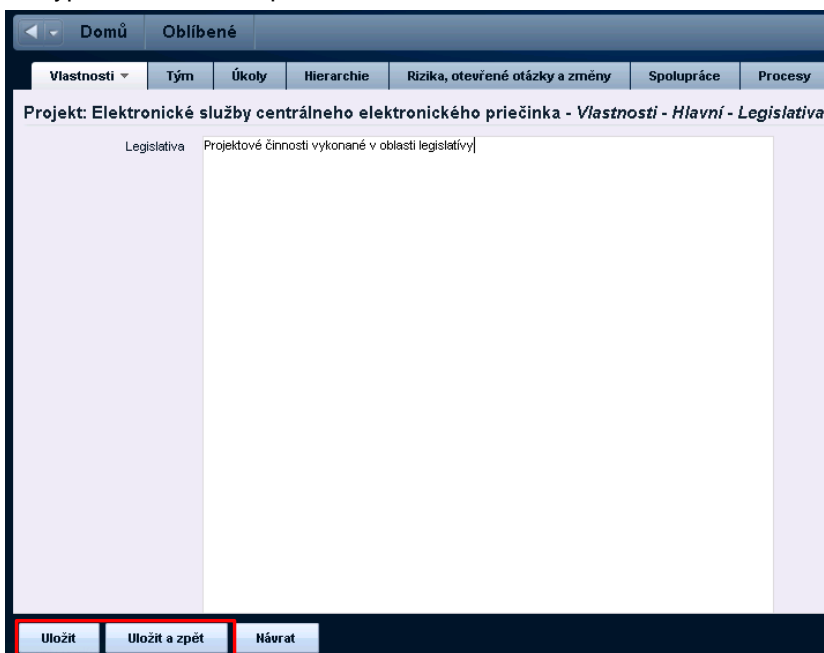 Domů Oblíbené
Vlastnosti Tým Úkoly Hierarchie Rizika, otevřené otázky a změny Spolupráce Procesy
Projekt: Elektronické služby centrálneho elektronického priečinka - Vlastnosti - Hlavní - Legislativa
Legislativa Projektové činnosti vykonané v oblasti legislatívy
Uložit Uložit a zpět Návrat